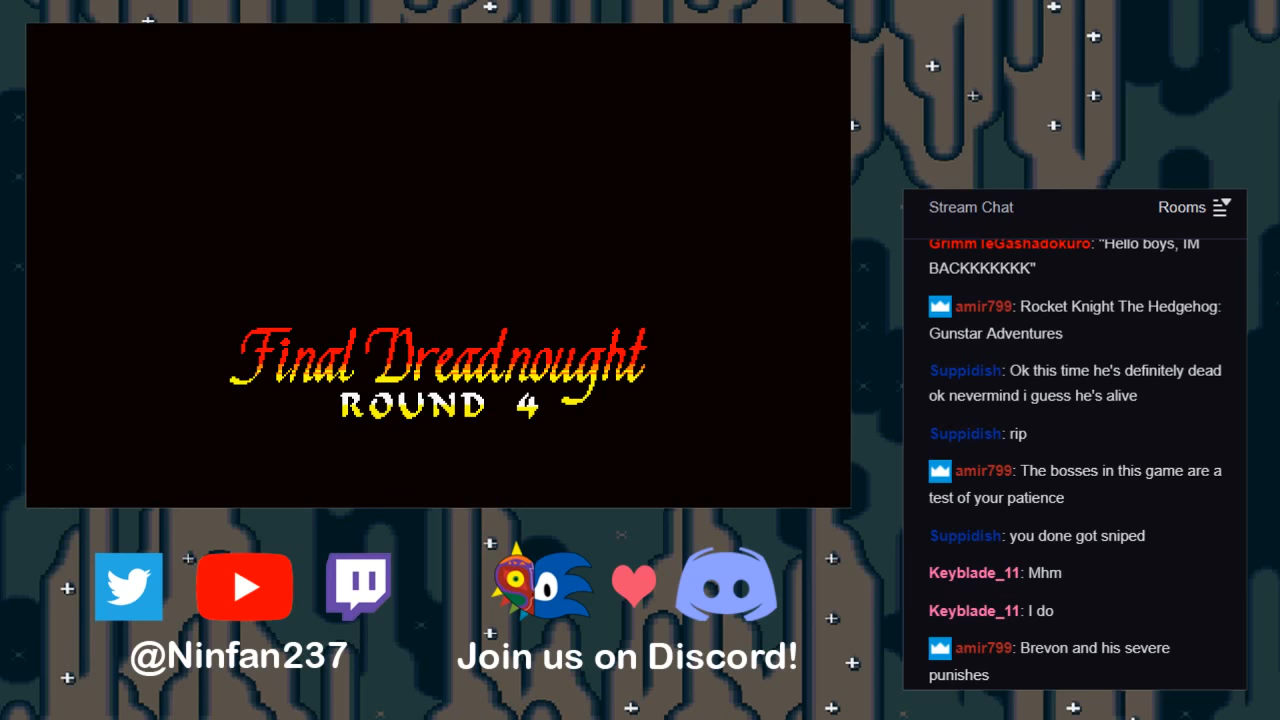 Final Dreadnought
ROUND 4
Stream Chat
Rooms
GrimmTeGashadokuro: "Hello boys, IM
BACKKKKKKK"
amir799: Rocket Knight The Hedgehog:
Gunstar Adventures
Suppidish: Ok this time he's definitely dead
ok nevermind i guess he's alive
Suppidish: rip
amir799: The bosses in this game are a
test of your patience
Suppidish: you done got sniped
Keyblade_11: Mhm
Keyblade_11: I do
amir799: Brevon and his severe
punishes
@Ninfan237
Join us on Discord!